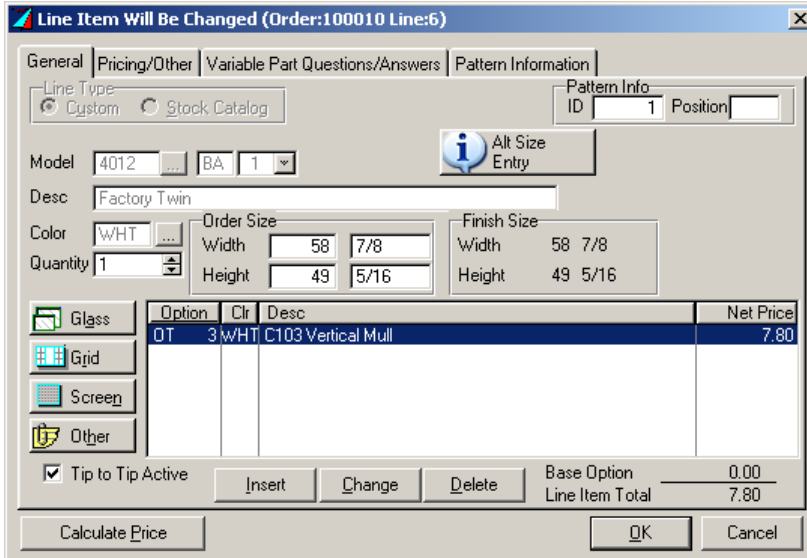 Line Item Will Be Changed (Order:100010 Line:6)
General Pricing/Other Variable Part Questions/Answers Pattern Information
Line Type
Custom Stock Catalog
Pattern Info
ID 1 Position
Alt Size
Entry
Model 4012 ... BA 1
Desc Factory Twin
Color WHT ...
Quantity 1
Order Size
Width 58 7/8
Height 49 5/16
Finish Size
Width 58 7/8
Height 49 5/16
Glass
Grid
Screen
Other
Option Clr Desc Net Price
OT 3 WHT C103 Vertical Mull 7.80
Tip to Tip Active
Insert Change Delete
Base Option 0.00
Line Item Total 7.80
Calculate Price OK Cancel